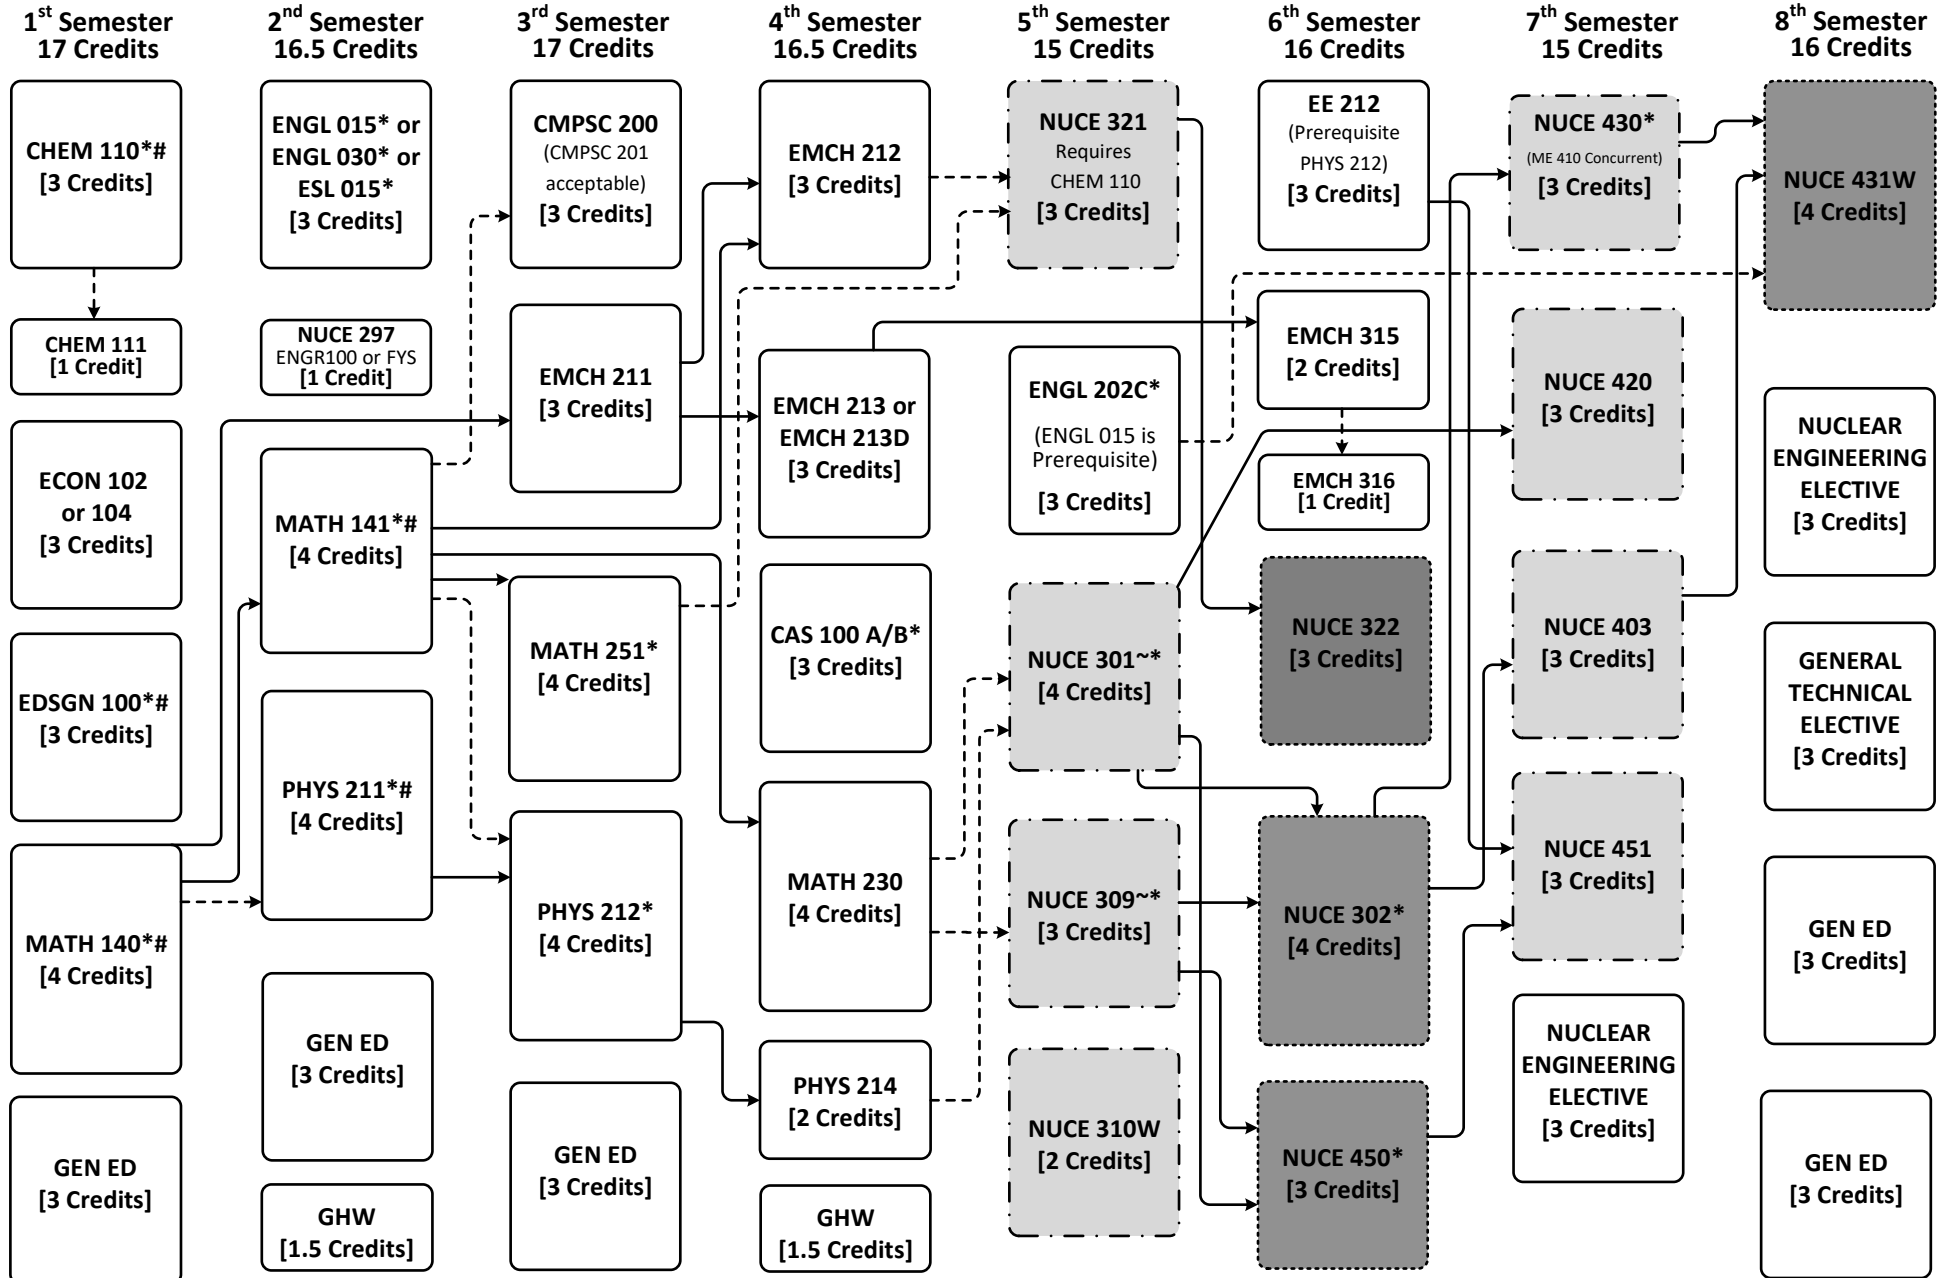 1st Semester
17 Credits
CHEM 110*#
[3 Credits]
CHEM 111
[1 Credit]
ECON 102
or 104
[3 Credits]
EDSGN 100*#
[3 Credits]
MATH 140*#
[4 Credits]
GEN ED
[3 Credits]
2nd Semester
16.5 Credits
ENGL 015* or
ENGL 030* or
ESL 015*
[3 Credits]
NUCE 297
ENGR100 or FYS
[1 Credit]
MATH 141*#
[4 Credits]
PHYS 211*#
[4 Credits]
GEN ED
[3 Credits]
GHW
[1.5 Credits]
3rd Semester
17 Credits
CMPSC 200
(CMPSC 201
acceptable)
[3 Credits]
EMCH 211
[3 Credits]
MATH 251*
[4 Credits]
PHYS 212*
[4 Credits]
GEN ED
[3 Credits]
4th Semester
16.5 Credits
EMCH 212
[3 Credits]
EMCH 213 or
EMCH 213D
[3 Credits]
CAS 100 A/B*
[3 Credits]
MATH 230
[4 Credits]
PHYS 214
[2 Credits]
GHW
[1.5 Credits]
5th Semester
15 Credits
NUCE 321
Requires
CHEM 110
[3 Credits]
ENGL 202C*
(ENGL 015 is
Prerequisite)
[3 Credits]
NUCE 301~*
[4 Credits]
NUCE 309~*
[3 Credits]
NUCE 310W
[2 Credits]
6th Semester
16 Credits
EE 212
(Prerequisite
PHYS 212)
[3 Credits]
EMCH 315
[2 Credits]
EMCH 316
[1 Credit]
NUCE 322
[3 Credits]
NUCE 302*
[4 Credits]
NUCE 450*
[3 Credits]
7th Semester
15 Credits
NUCE 430*
(ME 410 Concurrent)
[3 Credits]
NUCE 420
[3 Credits]
NUCE 403
[3 Credits]
NUCE 451
[3 Credits]
NUCLEAR
ENGINEERING
ELECTIVE
[3 Credits]
8th Semester
16 Credits
NUCE 431W
[4 Credits]
NUCLEAR
ENGINEERING
ELECTIVE
[3 Credits]
GENERAL
TECHNICAL
ELECTIVE
[3 Credits]
GEN ED
[3 Credits]
GEN ED
[3 Credits]